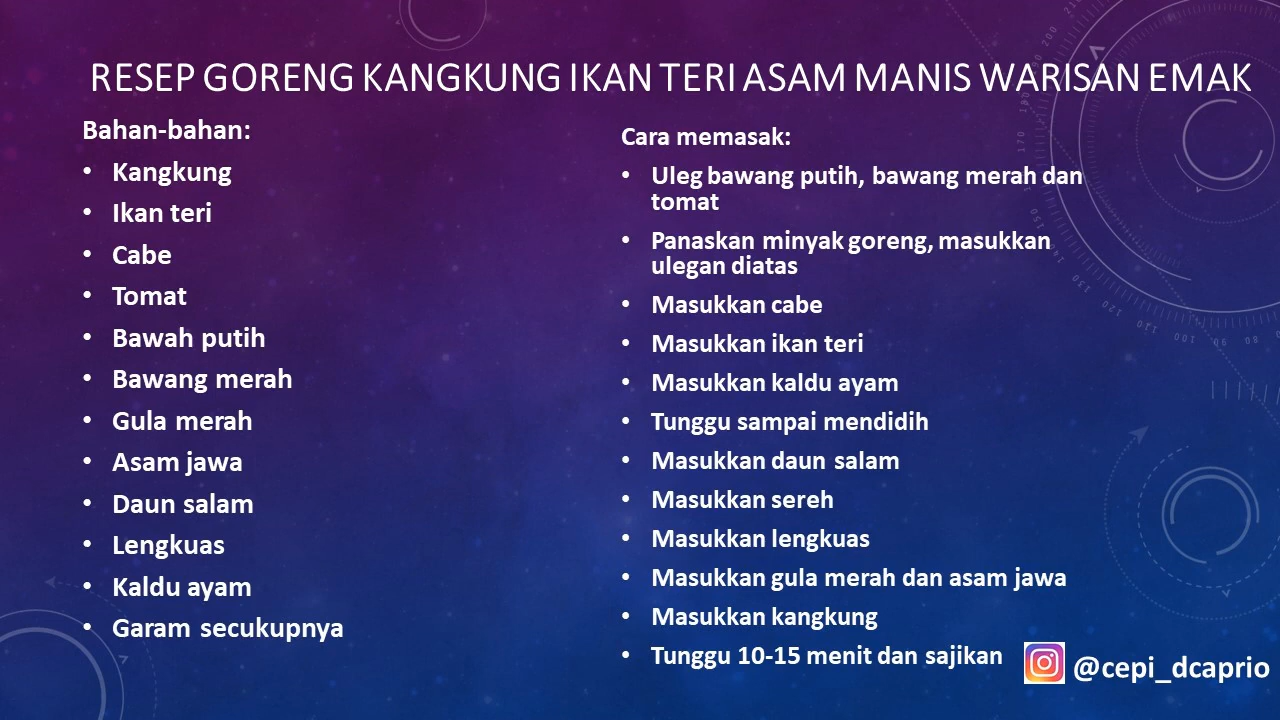 RESEP GORENG KANGKUNG IKAN TERI ASAM MANIS WARISAN EMAK
Bahan-bahan:
• Kangkung
• Ikan teri
• Cabe
• Tomat
• Bawah putih
• Bawang merah
• Gula merah
• Asam jawa
• Daun salam
• Lengkuas
• Kaldu ayam
• Garam secukupnya
Cara memasak:
• Uleg bawang putih, bawang merah dan
tomat
• Panaskan minyak goreng, masukkan
ulegan diatas
• Masukkan cabe
• Masukkan ikan teri
• Masukkan kaldu ayam
• Tunggu sampai mendidih
• Masukkan daun salam
• Masukkan sereh
• Masukkan lengkuas
• Masukkan gula merah dan asam jawa
• Masukkan kangkung
• Tunggu 10-15 menit dan sajikan
@cepi_dcaprio